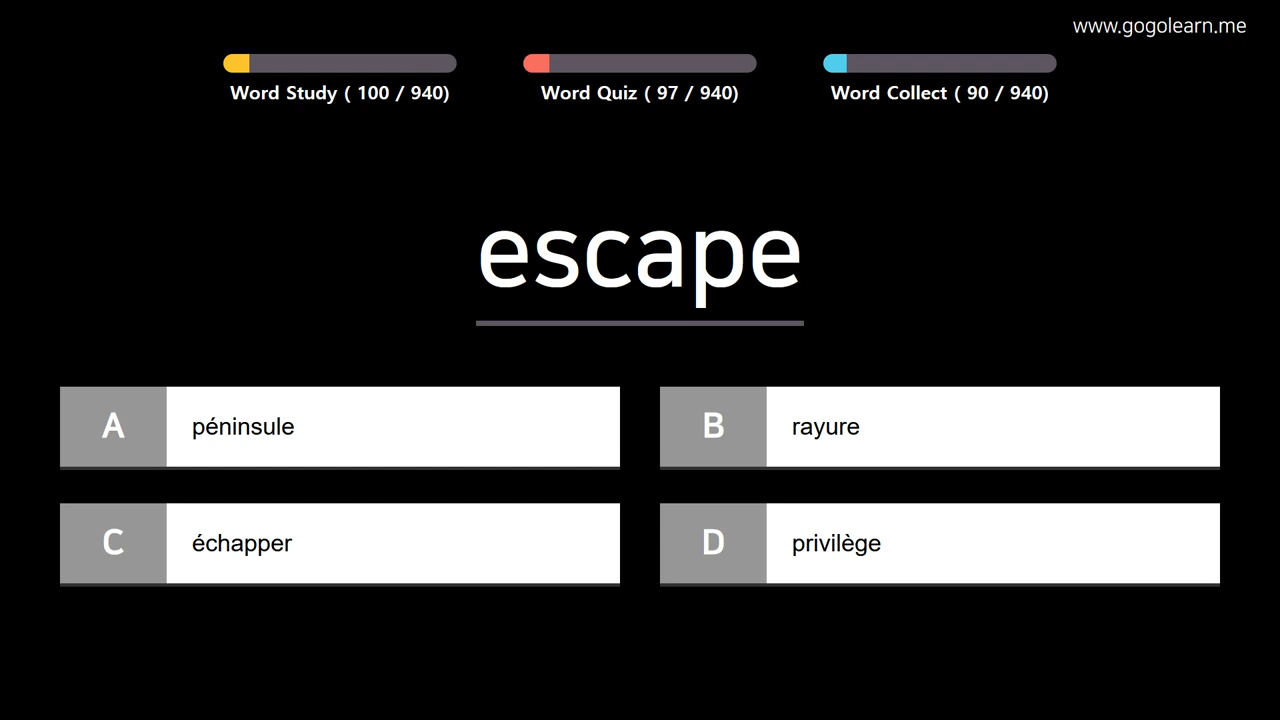 www.gogolearn.me
Word Study ( 100 / 940)
Word Quiz ( 97 / 940)
Word Collect ( 90 / 940)
escape
A péninsule
B rayure
C échapper
D privilège